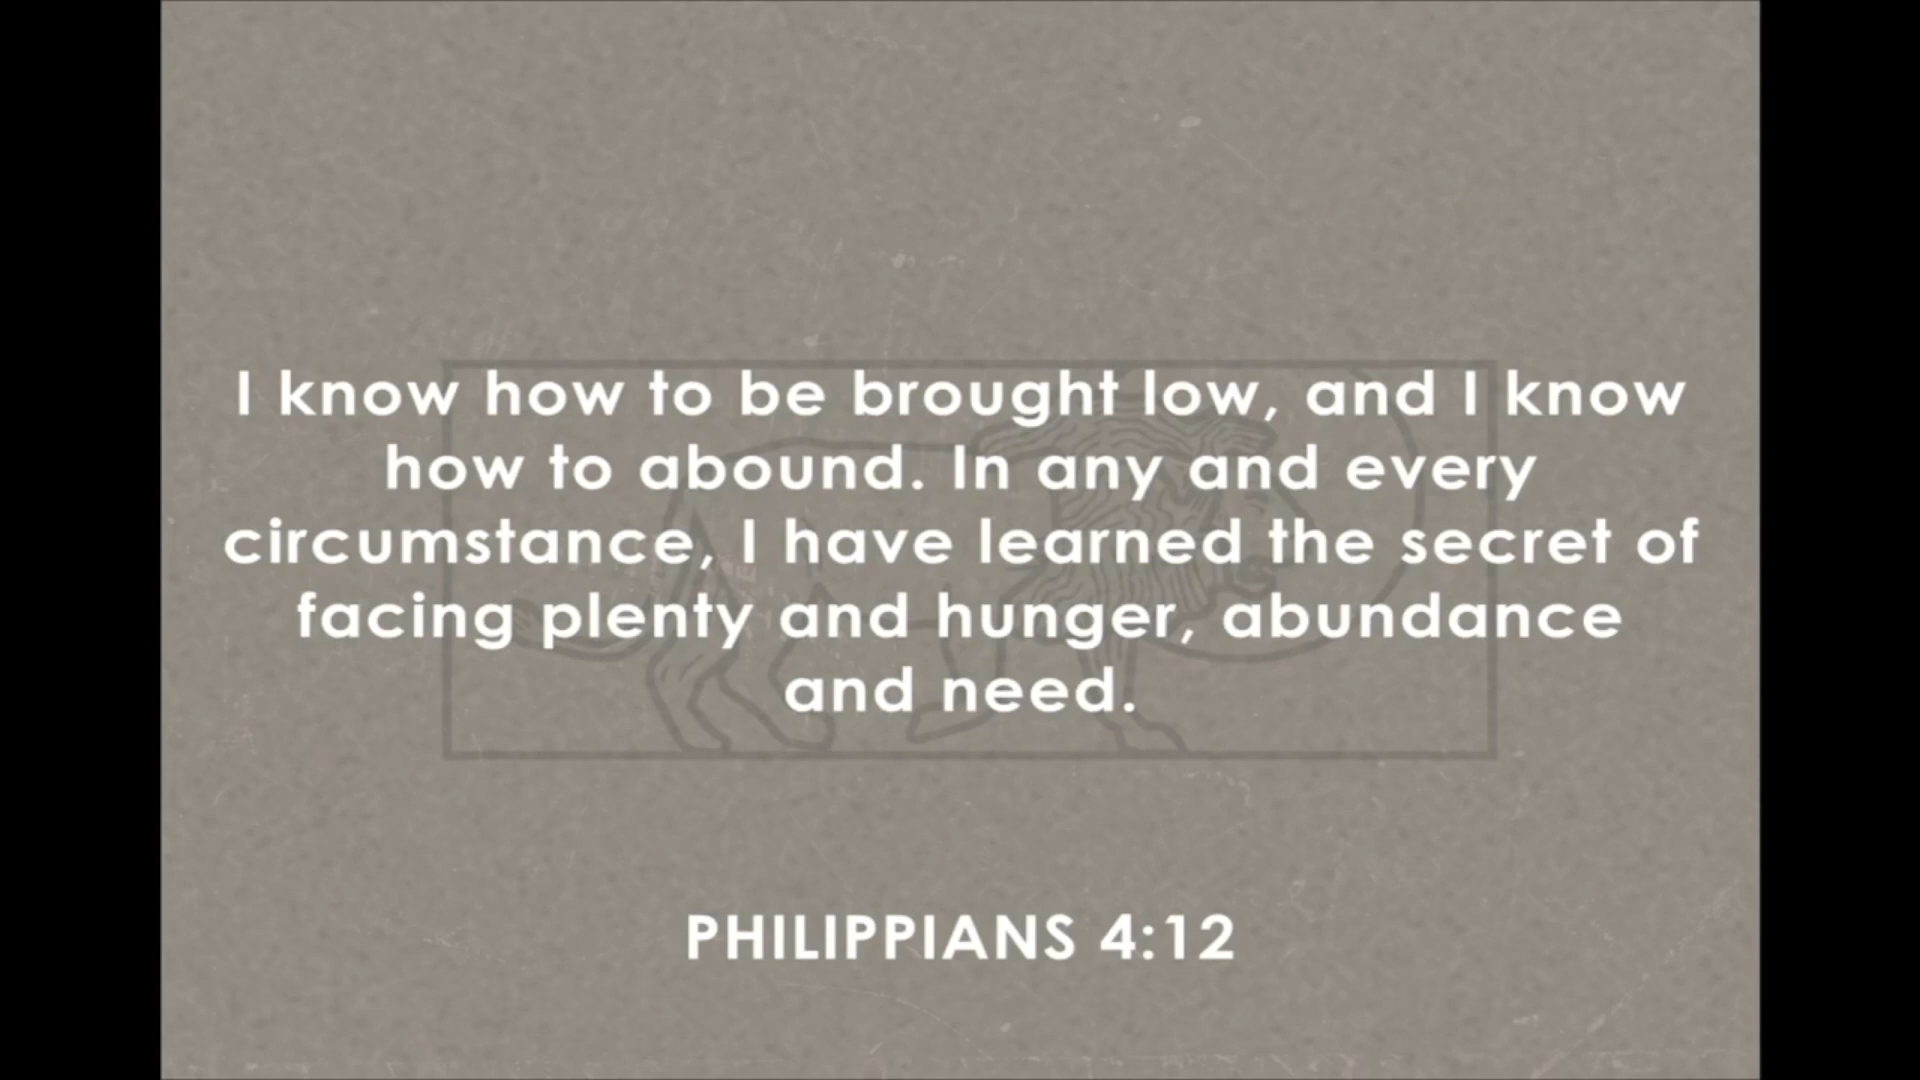 I know how to be brought low, and I know
how to abound. In any and every
circumstance, I have learned the secret of
facing plenty and hunger, abundance
and need.
PHILIPPIANS 4:12